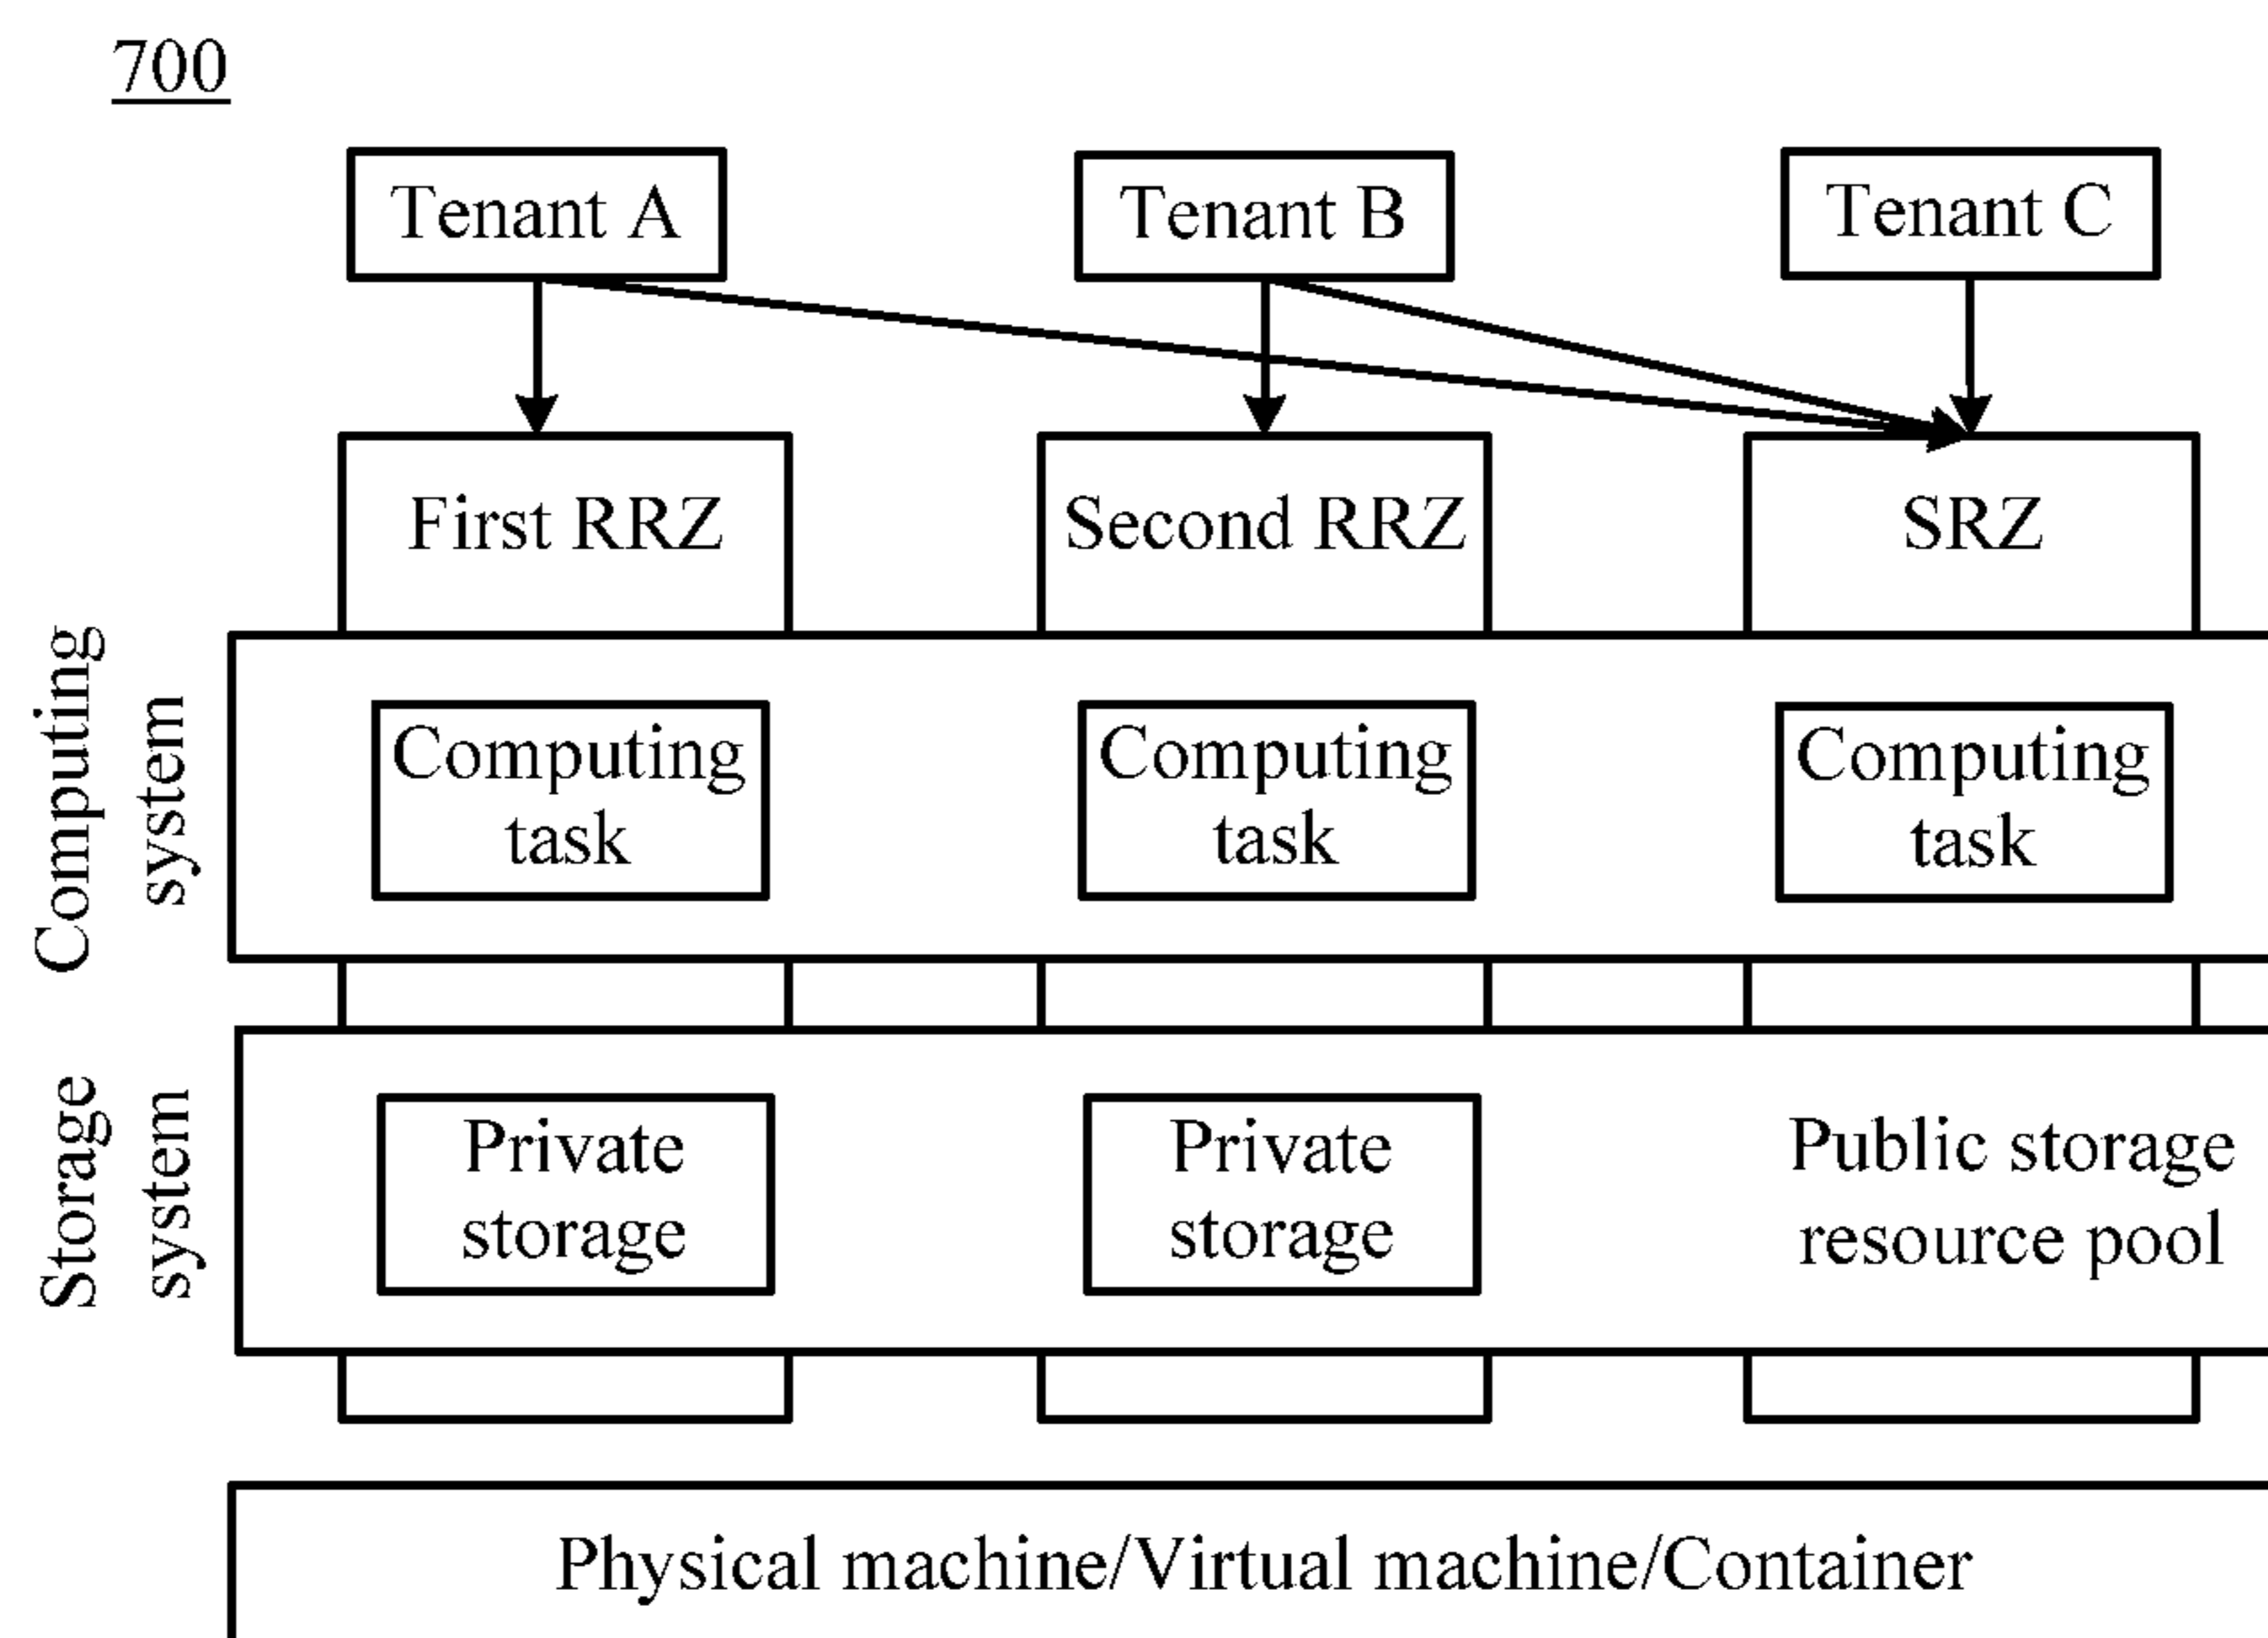 700
Tenant A
Tenant B
Tenant C
First RRZ
Second RRZ
SRZ
Computing
system
Computing
task
Computing
task
Computing
task
Storage
system
Private
storage
Private
storage
Public storage
resource pool
Physical machine/Virtual machine/Container